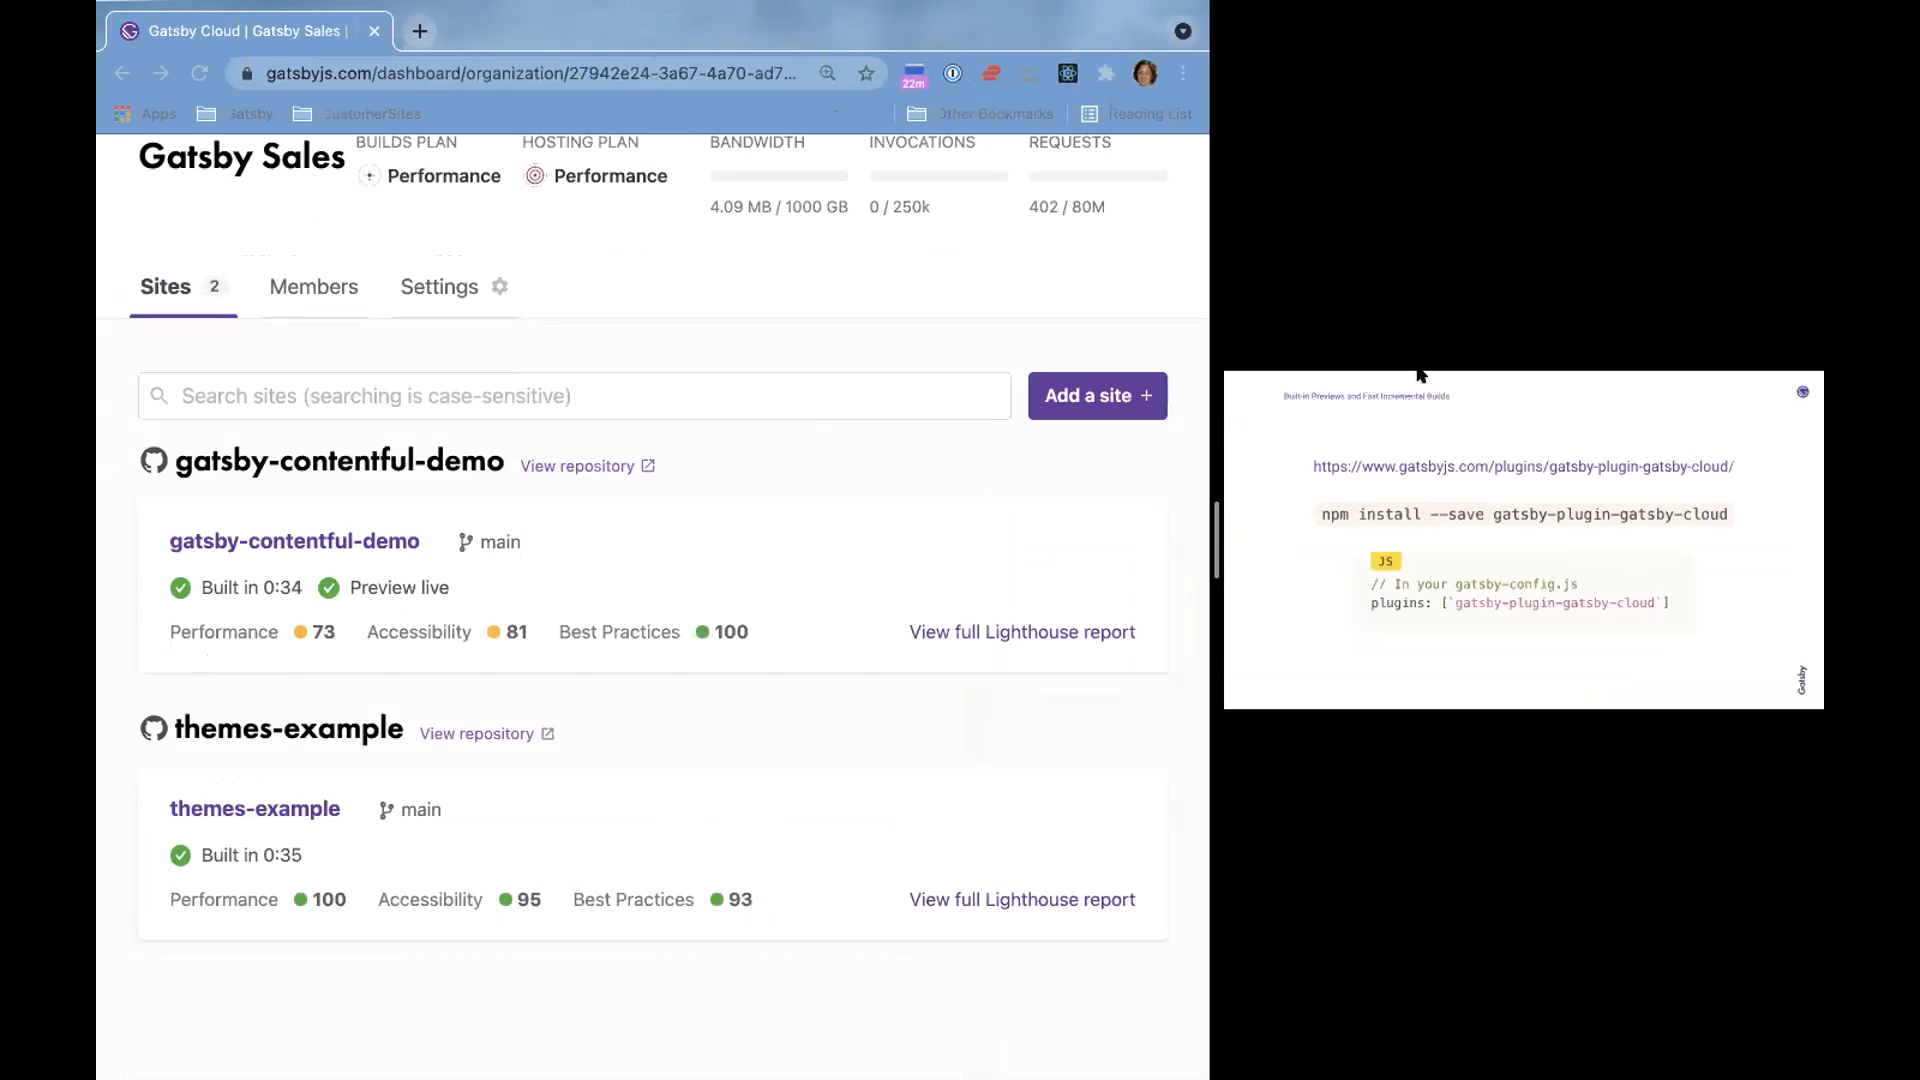 Gatsby Cloud | Gatsby Sales |
gatsbyjs.com/dashboard/organization/27942e24-3a67-4a70-ad7...
22m
Apps
Gatsby
CustomerSites
Other Bookmarks
Reading List
Gatsby Sales
BUILDS PLAN
Performance
HOSTING PLAN
Performance
BANDWIDTH
4.09 MB / 1000 GB
INVOCATIONS
0 / 250k
REQUESTS
402 / 80M
Sites 2 Members Settings
Search sites (searching is case-sensitive)
Add a site +
gatsby-contentful-demo View repository
gatsby-contentful-demo main
Built in 0:34 Preview live
Performance 73 Accessibility 81 Best Practices 100 View full Lighthouse report
themes-example View repository
themes-example main
Built in 0:35
Performance 100 Accessibility 95 Best Practices 93 View full Lighthouse report
Built-in Previews and Fast Incremental Builds
https://www.gatsbyjs.com/plugins/gatsby-plugin-gatsby-cloud/
npm install --save gatsby-plugin-gatsby-cloud
JS
// In your gatsby-config.js
plugins: [`gatsby-plugin-gatsby-cloud`]
Gatsby